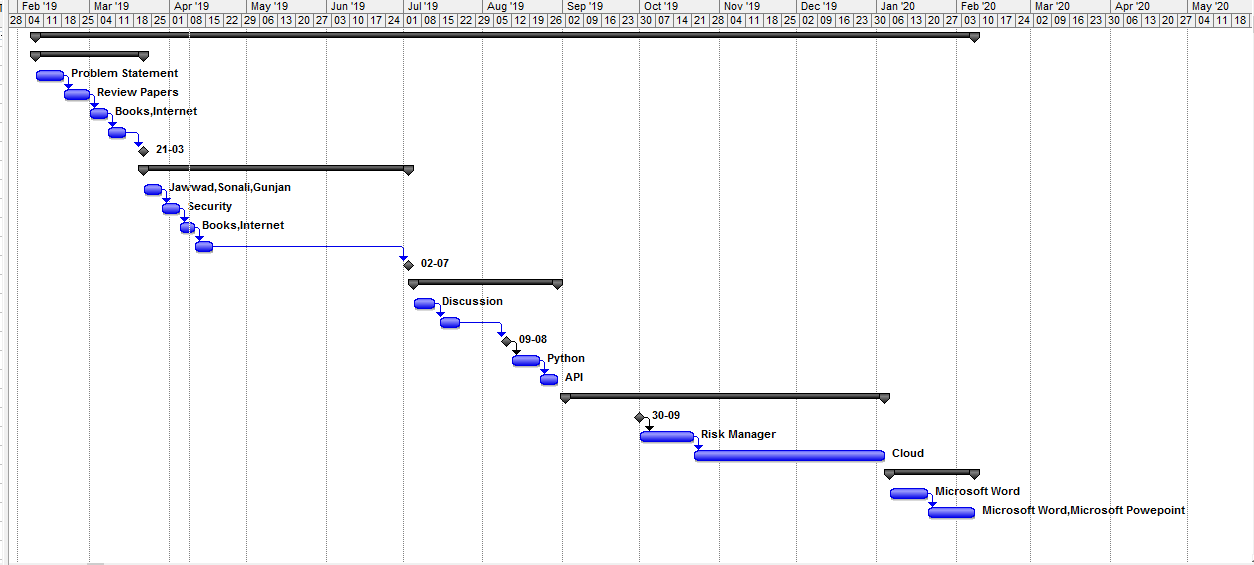 Feb '19 Mar '19 Apr '19 May '19 Jun '19 Jul '19 Aug '19 Sep '19 Oct '19 Nov '19 Dec '19 Jan '20 Feb '20 Mar '20 Apr '20 May '20
28 04 11 18 25 04 11 18 25 01 08 15 22 29 06 13 20 27 03 10 17 24 01 08 15 22 29 05 12 19 26 02 09 16 23 30 07 14 21 28 04 11 18 25 02 09 16 23 30 06 13 20 27 03 10 17 24 02 09 16 23 30 06 13 20 27 04 11 18
Problem Statement
Review Papers
Books,Internet
21-03
Jawwad,Sonali,Gunjan
Security
Books,Internet
02-07
Discussion
09-08
Python
API
30-09
Risk Manager
Cloud
Microsoft Word
Microsoft Word,Microsoft Powepoint